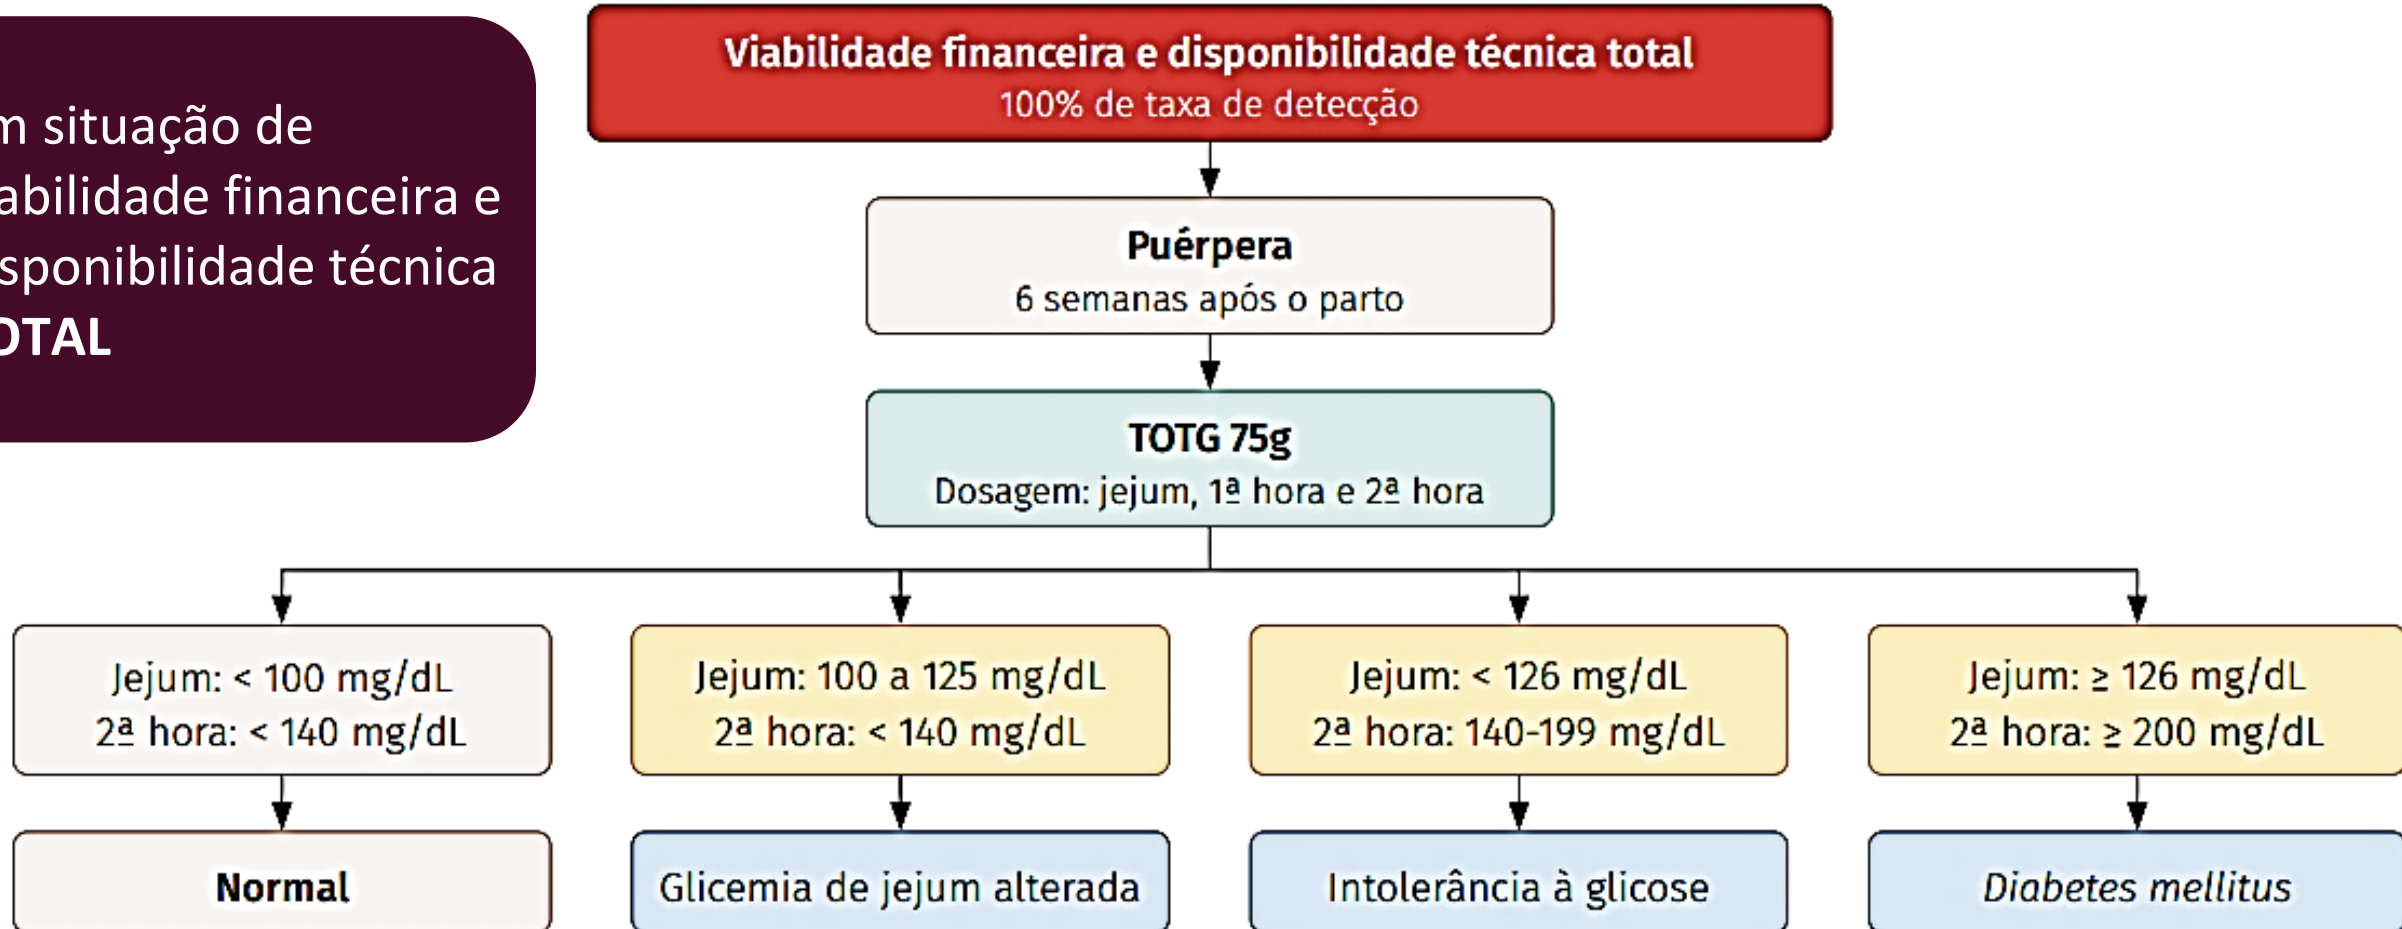 m situação de
abilidade financeira e
sponibilidade técnica
OTAL
Viabilidade financeira e disponibilidade técnica total
100% de taxa de detecção
Puérpera
6 semanas após o parto
TOTG 75g
Dosagem: jejum, 1ª hora e 2ª hora
Jejum: < 100 mg/dL
2ª hora: < 140 mg/dL
Jejum: 100 a 125 mg/dL
2ª hora: < 140 mg/dL
Jejum: < 126 mg/dL
2ª hora: 140-199 mg/dL
Jejum: ≥ 126 mg/dL
2ª hora: ≥ 200 mg/dL
Normal
Glicemia de jejum alterada
Intolerância à glicose
Diabetes mellitus